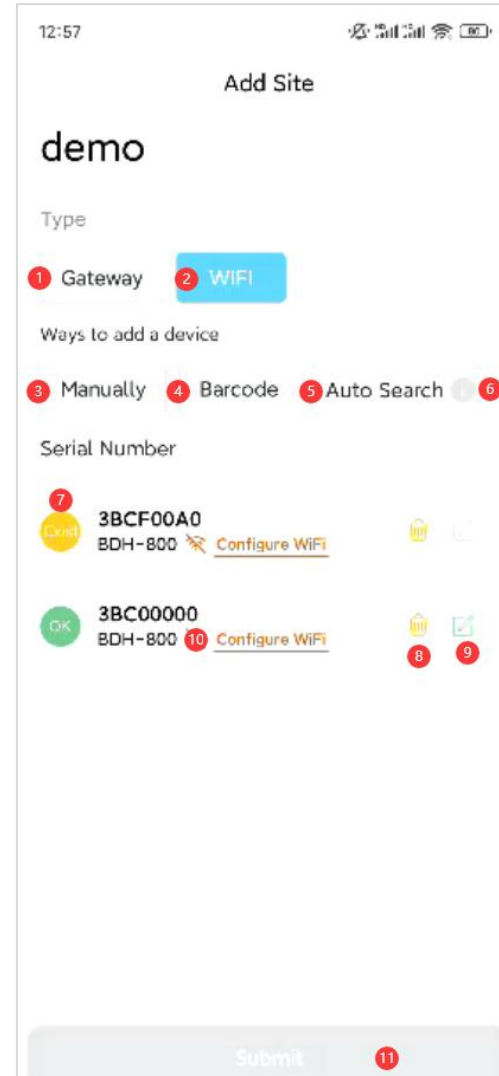 12:57
Add Site
demo
Type
1 Gateway 2 WIFI
Ways to add a device
3 Manually 4 Barcode 5 Auto Search 6
Serial Number
7
Exist 3BCF00A0
BDH-800 Configure WiFi
OK 3BC00000
BDH-800 10 Configure WiFi
8 9
Submit 11